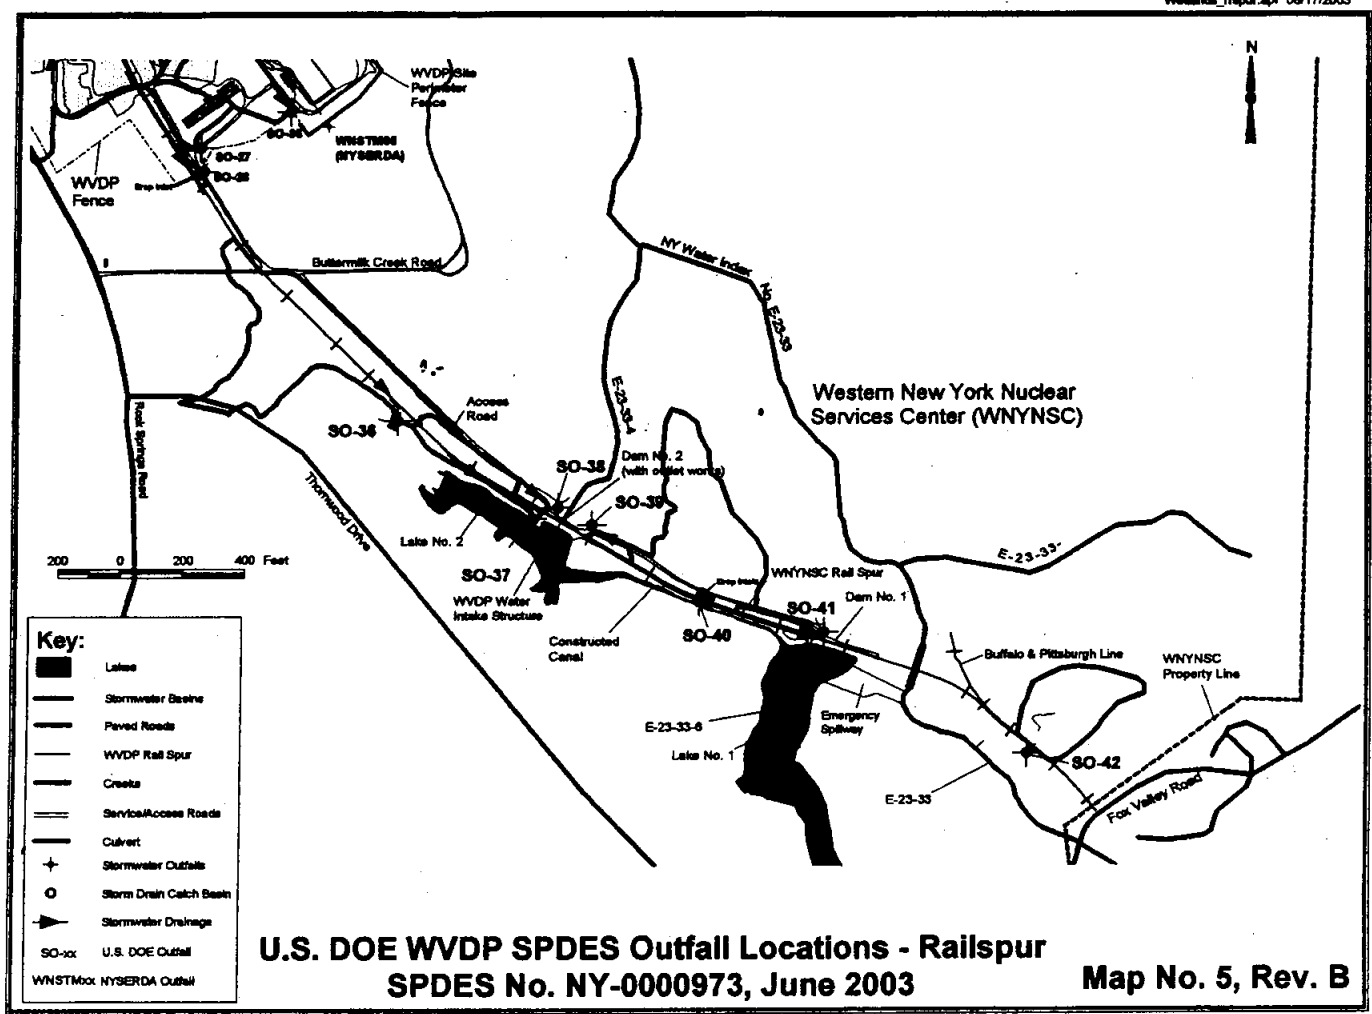 N
WVDP Site
Perimeter
Fence
WNSTM05
(NYSERDA)
SO-27
WVDP
Fence
Drop Inlet
Buttermilk Creek Road
NY Water Index
No. E-23-33
Western New York Nuclear
Services Center (WNYNSC)
E-23-33-4
Access
Road
SO-36
Rock Springs Road
Thornwood Drive
SO-38
Dam No. 2
(with outlet works)
SO-39
Lake No. 2
SO-37
WVDP Water
Intake Structure
E-23-33-
200 0 200 400 Feet
WNYNSC Rail Spur
SO-41
Dam No. 1
SO-40
Constructed
Canal
Buffalo & Pittsburgh Line
WNYNSC
Property Line
Emergency
Spillway
E-23-33-6
Lake No. 1
SO-42
E-23-33
Fox Valley Road
Key:
Lakes
Stormwater Basins
Paved Roads
WVDP Rail Spur
Creeks
Service/Access Roads
Culvert
Stormwater Outfalls
Storm Drain Catch Basin
Stormwater Drainage
SO-xx U.S. DOE Outfall
WNSTMxx NYSERDA Outfall
U.S. DOE WVDP SPDES Outfall Locations - Railspur
SPDES No. NY-0000973, June 2003
Map No. 5, Rev. B